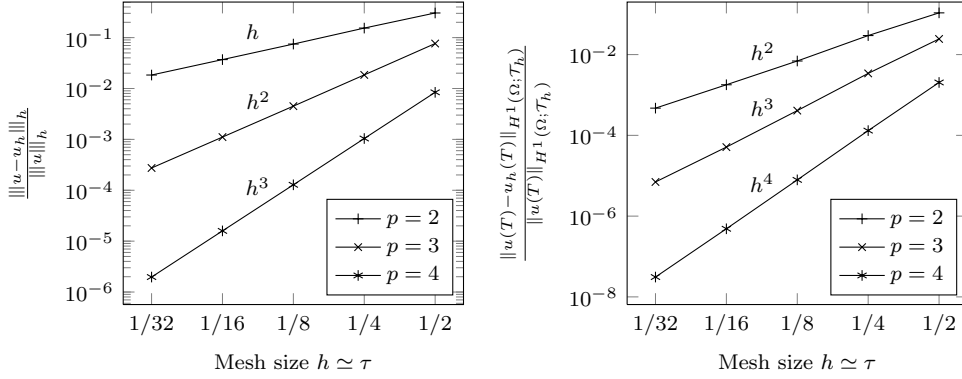 10^{-1}
10^{-2}
10^{-3}
10^{-4}
10^{-5}
10^{-6}
|||u−u_h|||_h
|||u|||_h
h
h^2
h^3
p = 2
p = 3
p = 4
1/32 1/16 1/8 1/4 1/2
Mesh size h ≃ τ
10^{-2}
10^{-4}
10^{-6}
10^{-8}
∥u(T)−u_h(T)∥_{H^1(Ω;𝒯_h)}
∥u(T)∥_{H^1(Ω;𝒯_h)}
h^2
h^3
h^4
p = 2
p = 3
p = 4
1/32 1/16 1/8 1/4 1/2
Mesh size h ≃ τ